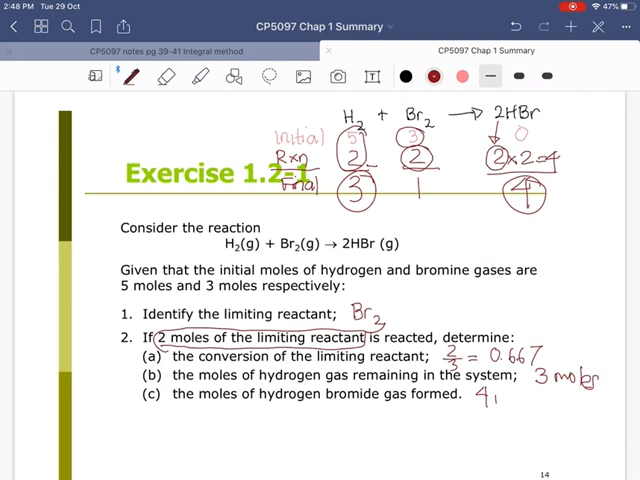 2:48 PM Tue 29 Oct
47%
CP5097 Chap 1 Summary
CP5097 notes pg 39-41 Integral method
CP5097 Chap 1 Summary
H2 + Br2 → 2HBr
Initial 5 3 0
Rxn 2 2 2×2=4
Final 3 1 4
Exercise 1.2-1
Consider the reaction
H2(g) + Br2(g) → 2HBr (g)
Given that the initial moles of hydrogen and bromine gases are
5 moles and 3 moles respectively:
1. Identify the limiting reactant; Br2
2. If 2 moles of the limiting reactant is reacted, determine:
(a) the conversion of the limiting reactant; 2/3 = 0.667
(b) the moles of hydrogen gas remaining in the system; 3 moles
(c) the moles of hydrogen bromide gas formed. 4
14